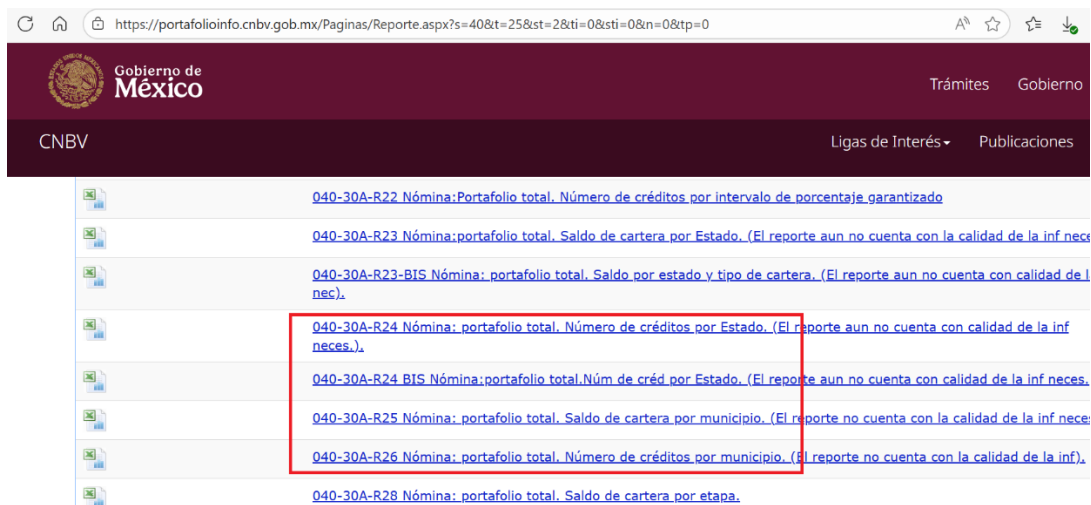 https://portafolioinfo.cnbv.gob.mx/Paginas/Reporte.aspx?s=40&t=25&st=2&ti=0&sti=0&n=0&tp=0
Gobierno de
México
Trámites Gobierno
CNBV
Ligas de Interés Publicaciones
040-30A-R22 Nómina:Portafolio total. Número de créditos por intervalo de porcentaje garantizado
040-30A-R23 Nómina:portafolio total. Saldo de cartera por Estado. (El reporte aun no cuenta con la calidad de la inf nece
040-30A-R23-BIS Nómina: portafolio total. Saldo por estado y tipo de cartera. (El reporte aun no cuenta con calidad de l
nec).
040-30A-R24 Nómina: portafolio total. Número de créditos por Estado. (El reporte aun no cuenta con calidad de la inf
neces.).
040-30A-R24 BIS Nómina:portafolio total.Núm de créd por Estado. (El reporte aun no cuenta con calidad de la inf neces.
040-30A-R25 Nómina: portafolio total. Saldo de cartera por municipio. (El reporte no cuenta con la calidad de la inf neces
040-30A-R26 Nómina: portafolio total. Número de créditos por municipio. (El reporte no cuenta con la calidad de la inf).
040-30A-R28 Nómina: portafolio total. Saldo de cartera por etapa.